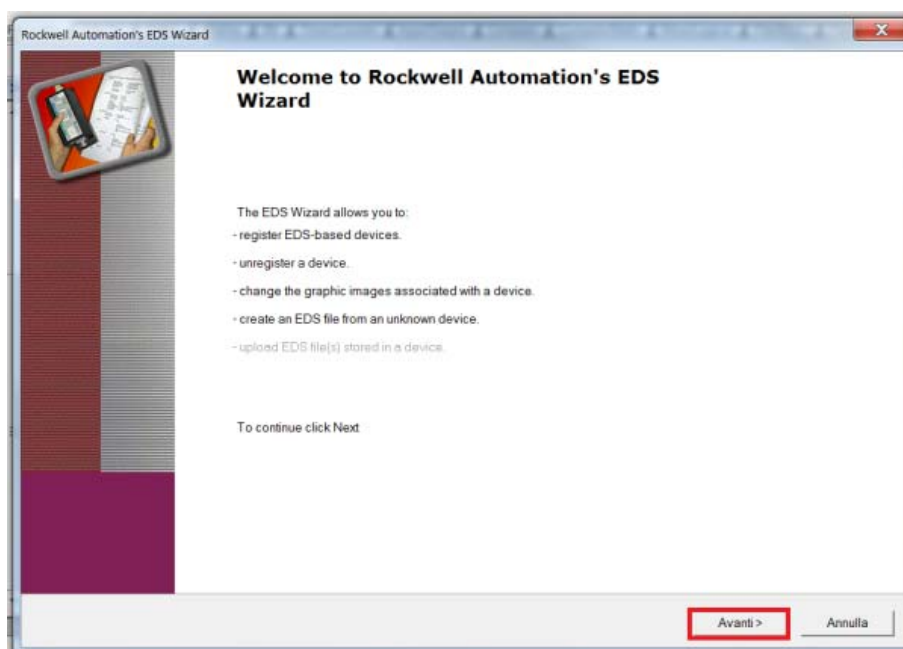 Rockwell Automation's EDS Wizard
Welcome to Rockwell Automation's EDS
Wizard
The EDS Wizard allows you to:
- register EDS-based devices.
- unregister a device.
- change the graphic images associated with a device.
- create an EDS file from an unknown device.
- upload EDS file(s) stored in a device.
To continue click Next
Avanti >
Annulla